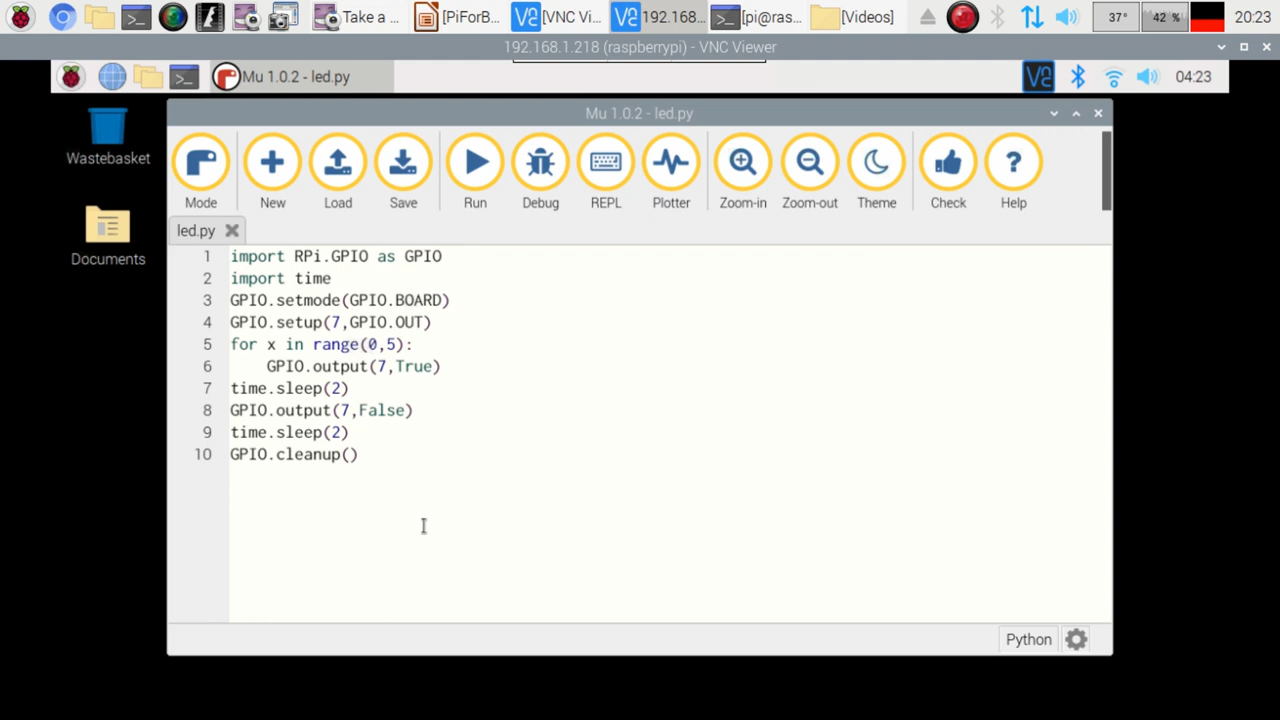 Take a ...
[PiForB...
[VNC Vi...
192.168...
[pi@ras...
[Videos]
37°
42 %
20:23
192.168.1.218 (raspberrypi) - VNC Viewer
Mu 1.0.2 - led.py
04:23
Wastebasket
Documents
Mu 1.0.2 - led.py
Mode
New
Load
Save
Run
Debug
REPL
Plotter
Zoom-in
Zoom-out
Theme
Check
Help
led.py
1 import RPi.GPIO as GPIO
2 import time
3 GPIO.setmode(GPIO.BOARD)
4 GPIO.setup(7,GPIO.OUT)
5 for x in range(0,5):
6     GPIO.output(7,True)
7 time.sleep(2)
8 GPIO.output(7,False)
9 time.sleep(2)
10 GPIO.cleanup()
Python